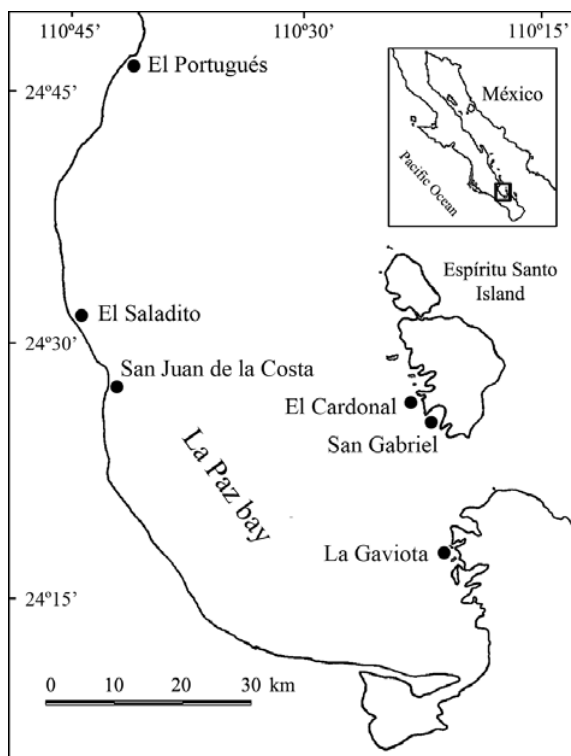 110º45’ 110º30’ 110º15’
El Portugués
24º45’
México
Pacific Ocean
Espíritu Santo
Island
El Saladito
24º30’
San Juan de la Costa
El Cardonal
San Gabriel
La Paz bay
La Gaviota
24º15’
0 10 20 30 km